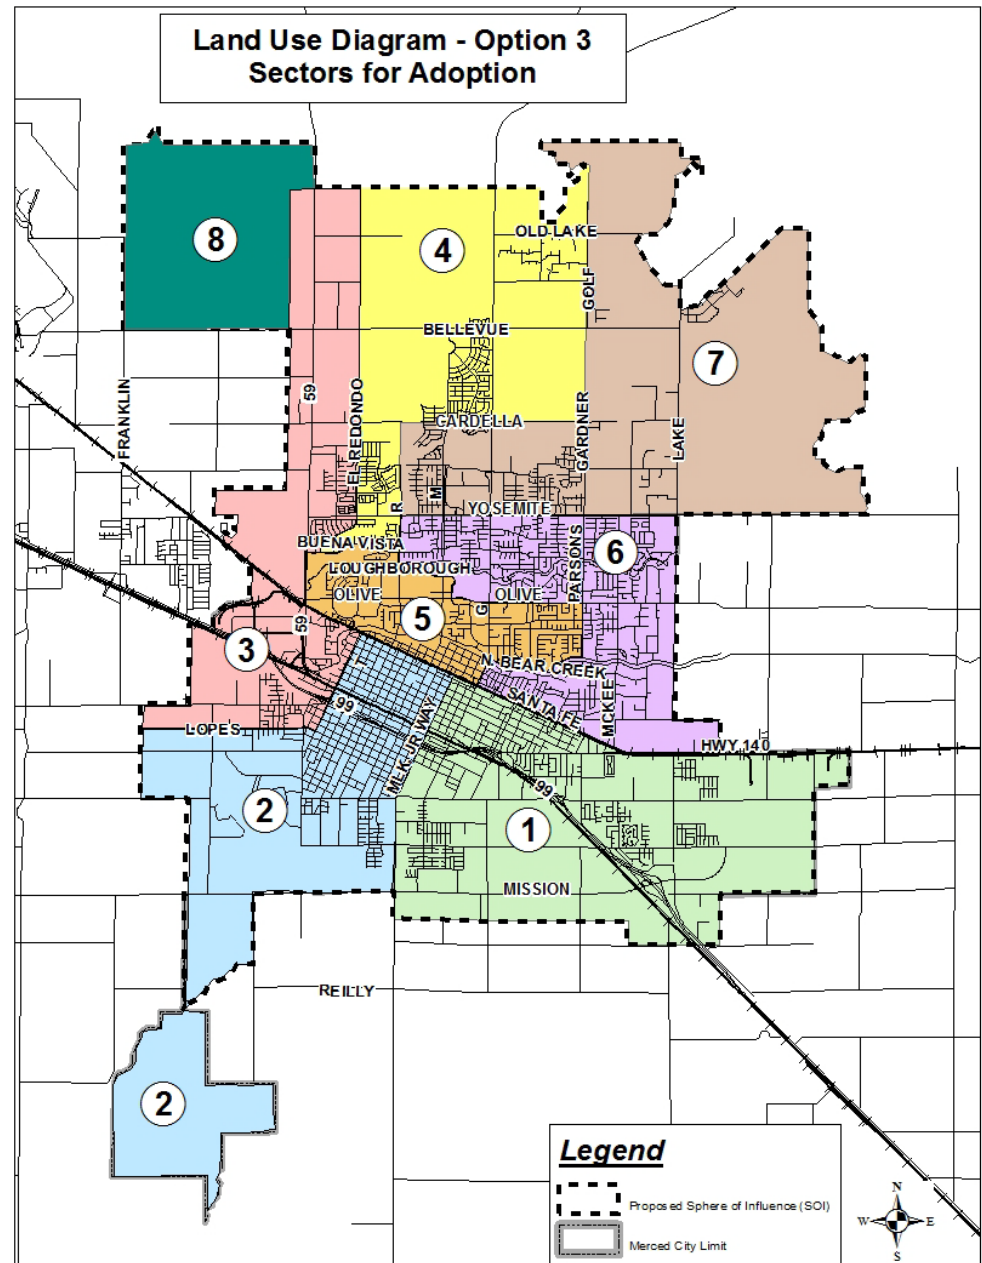 Land Use Diagram - Option 3
Sectors for Adoption
8
4
OLD LAKE
GOLF
BELLEVUE
7
59
FRANKLIN
EL REDONDO
CARDELLA
GARDNER
LAKE
R
M
YOSEMITE
BUENA VISTA
6
LOUGHBOROUGH
PARSONS
OLIVE
OLIVE
5
G
59
3
T
N. BEAR CREEK
SANTA FE
MCKEE
99
MLK JR WAY
LOPES
HWY 140
99
2
1
MISSION
REILLY
2
Legend
Proposed Sphere of Influence (SOI)
Merced City Limit
N
W
E
S